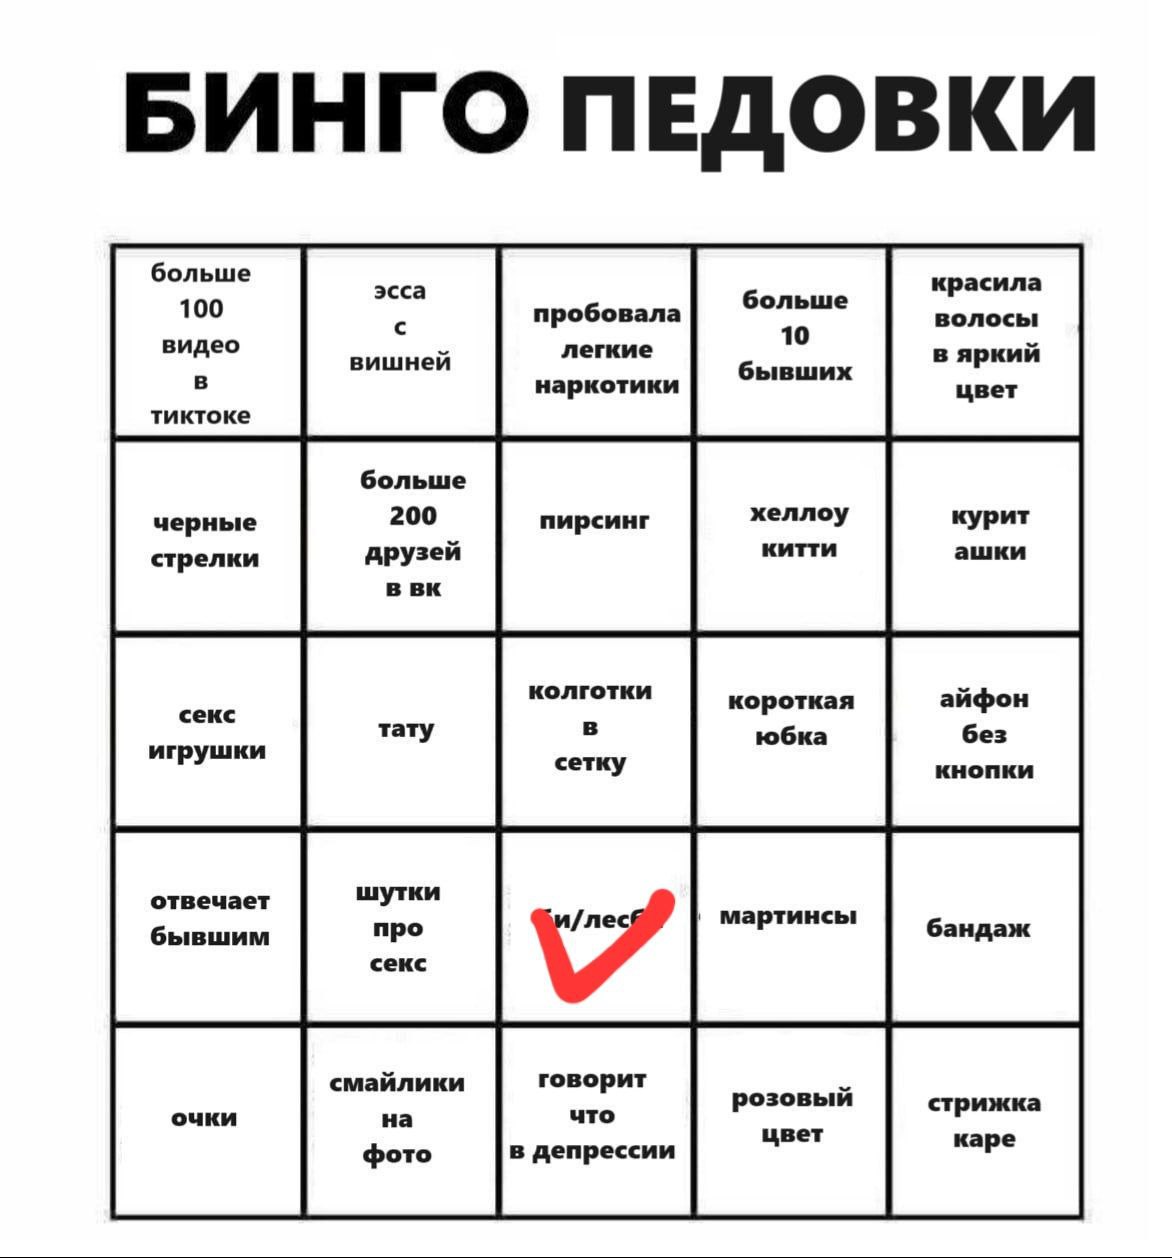 БИНГО ПЕДОВКИ
больше
100
видео
в
тиктоке
эсса
с
вишней
пробовала
легкие
наркотики
больше
10
бывших
красила
волосы
в яркий
цвет
черные
стрелки
больше
200
друзей
в вк
пирсинг
хеллоу
китти
курит
ашки
секс
игрушки
тату
колготки
в
сетку
короткая
юбка
айфон
без
кнопки
отвечает
бывшим
шутки
про
секс
би/лесби
мартинсы
бандаж
очки
смайлики
на
фото
говорит
что
в депрессии
розовый
цвет
стрижка
каре